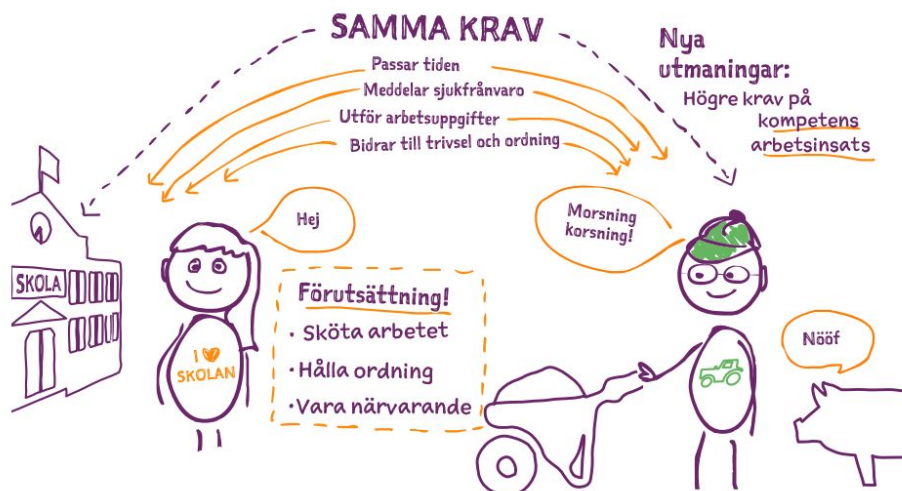 SAMMA KRAV
Passar tiden
Meddelar sjukfrånvaro
Utför arbetsuppgifter
Bidrar till trivsel och ordning
Nya
utmaningar:
Högre krav på
kompetens
arbetsinsats
SKOLA
Hej
I
SKOLAN
Förutsättning!
· Sköta arbetet
· Hålla ordning
· Vara närvarande
Morsning
korsning!
Nööf